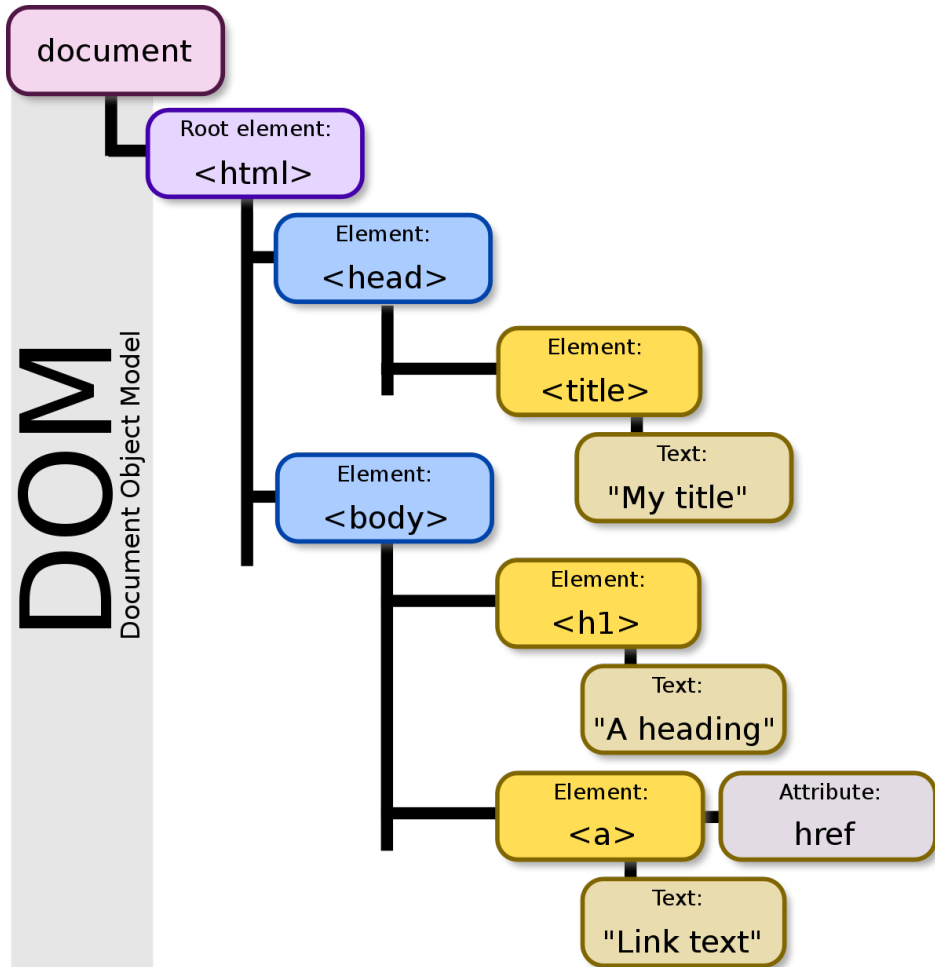 document
Root element:
<html>
Element:
<head>
Element:
<title>
Text:
"My title"
DOM
Document Object Model
Element:
<body>
Element:
<h1>
Text:
"A heading"
Element:
<a>
Attribute:
href
Text:
"Link text"